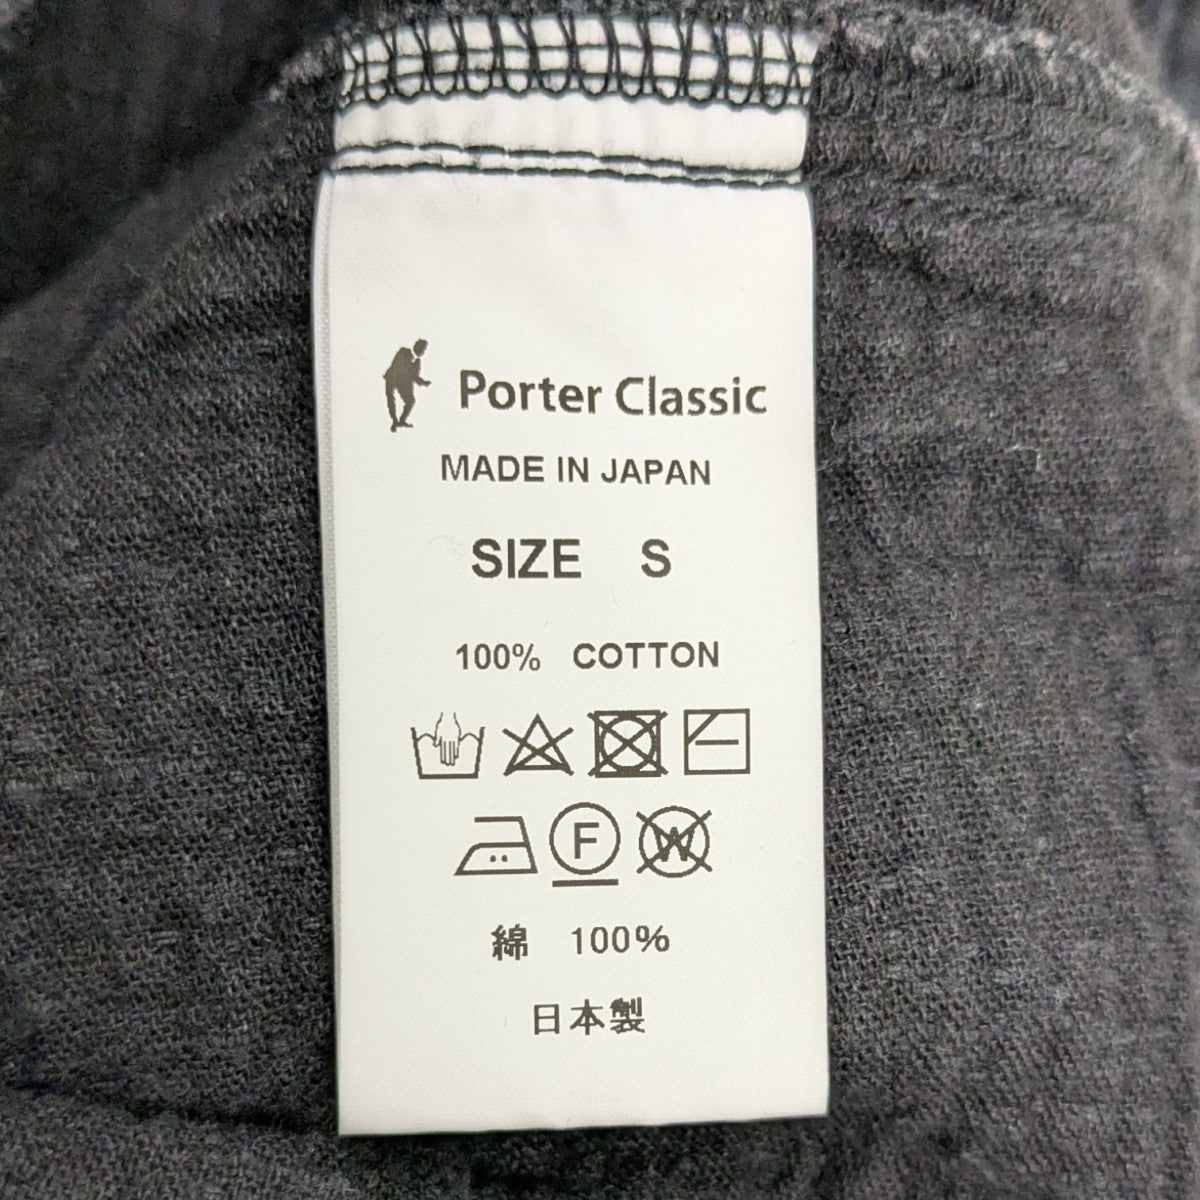 Porter Classic
MADE IN JAPAN
SIZE S
100% COTTON
F W
綿 100%
日本製